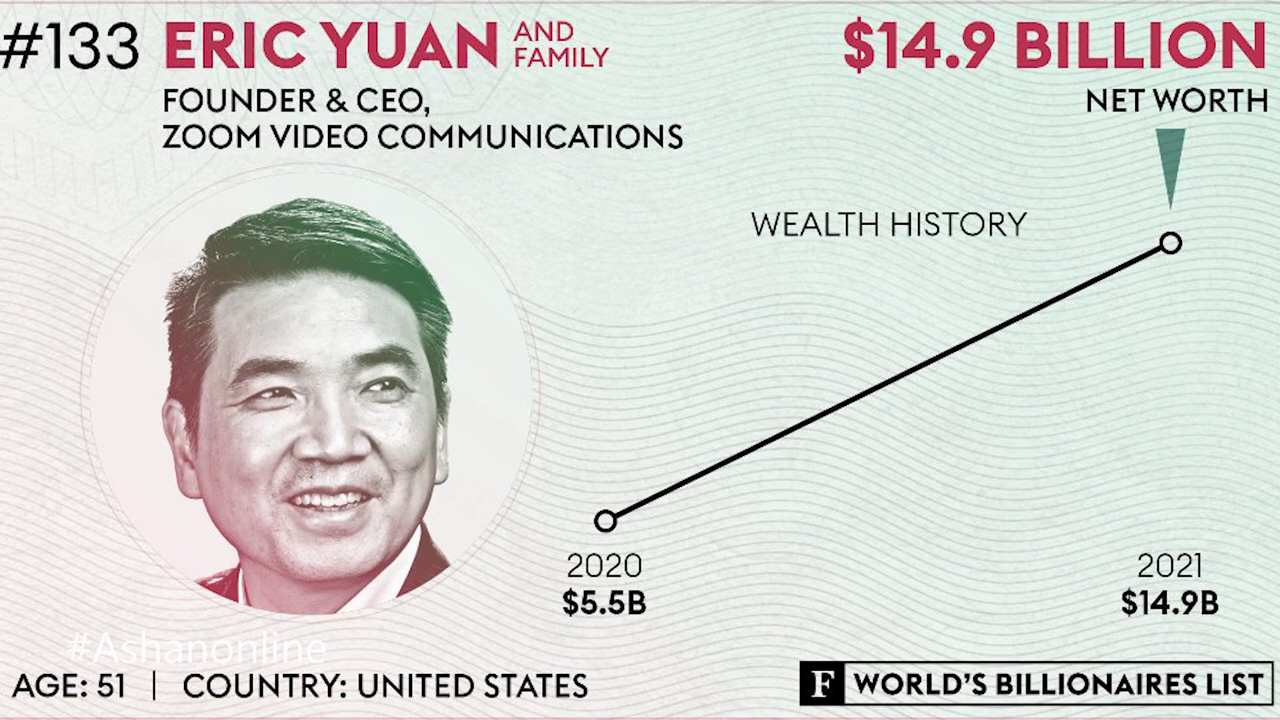 #133 ERIC YUAN AND FAMILY
FOUNDER & CEO,
ZOOM VIDEO COMMUNICATIONS
$14.9 BILLION
NET WORTH
WEALTH HISTORY
2020
$5.5B
2021
$14.9B
#Ashanonline
AGE: 51 | COUNTRY: UNITED STATES
F WORLD'S BILLIONAIRES LIST